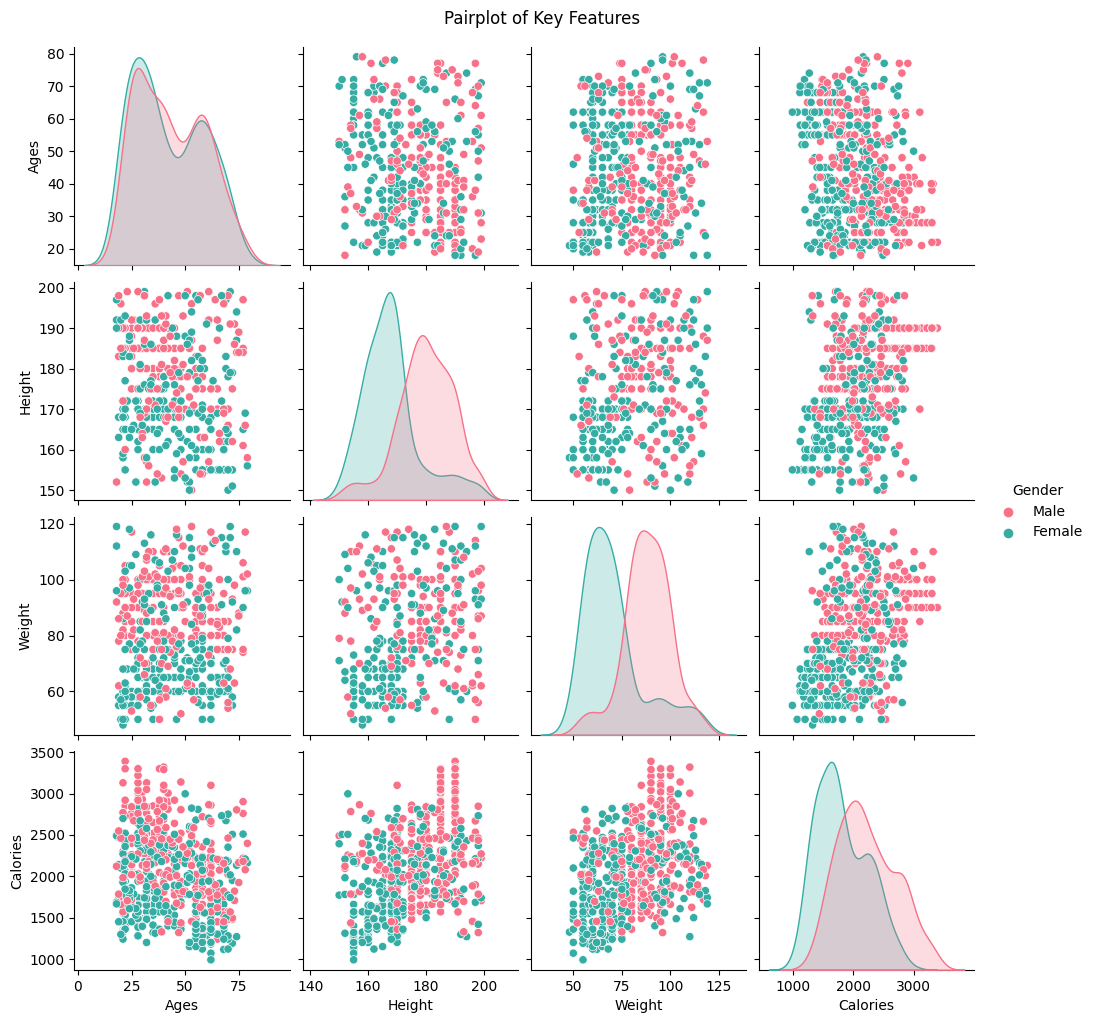 Pairplot of Key Features
80
70
60
50
40
30
20
Ages
200
190
180
170
160
150
Height
Gender
Male
Female
120
100
80
60
Weight
3500
3000
2500
2000
1500
1000
Calories
0 25 50 75
140 160 180 200
50 75 100 125
1000 2000 3000
Ages Height Weight Calories